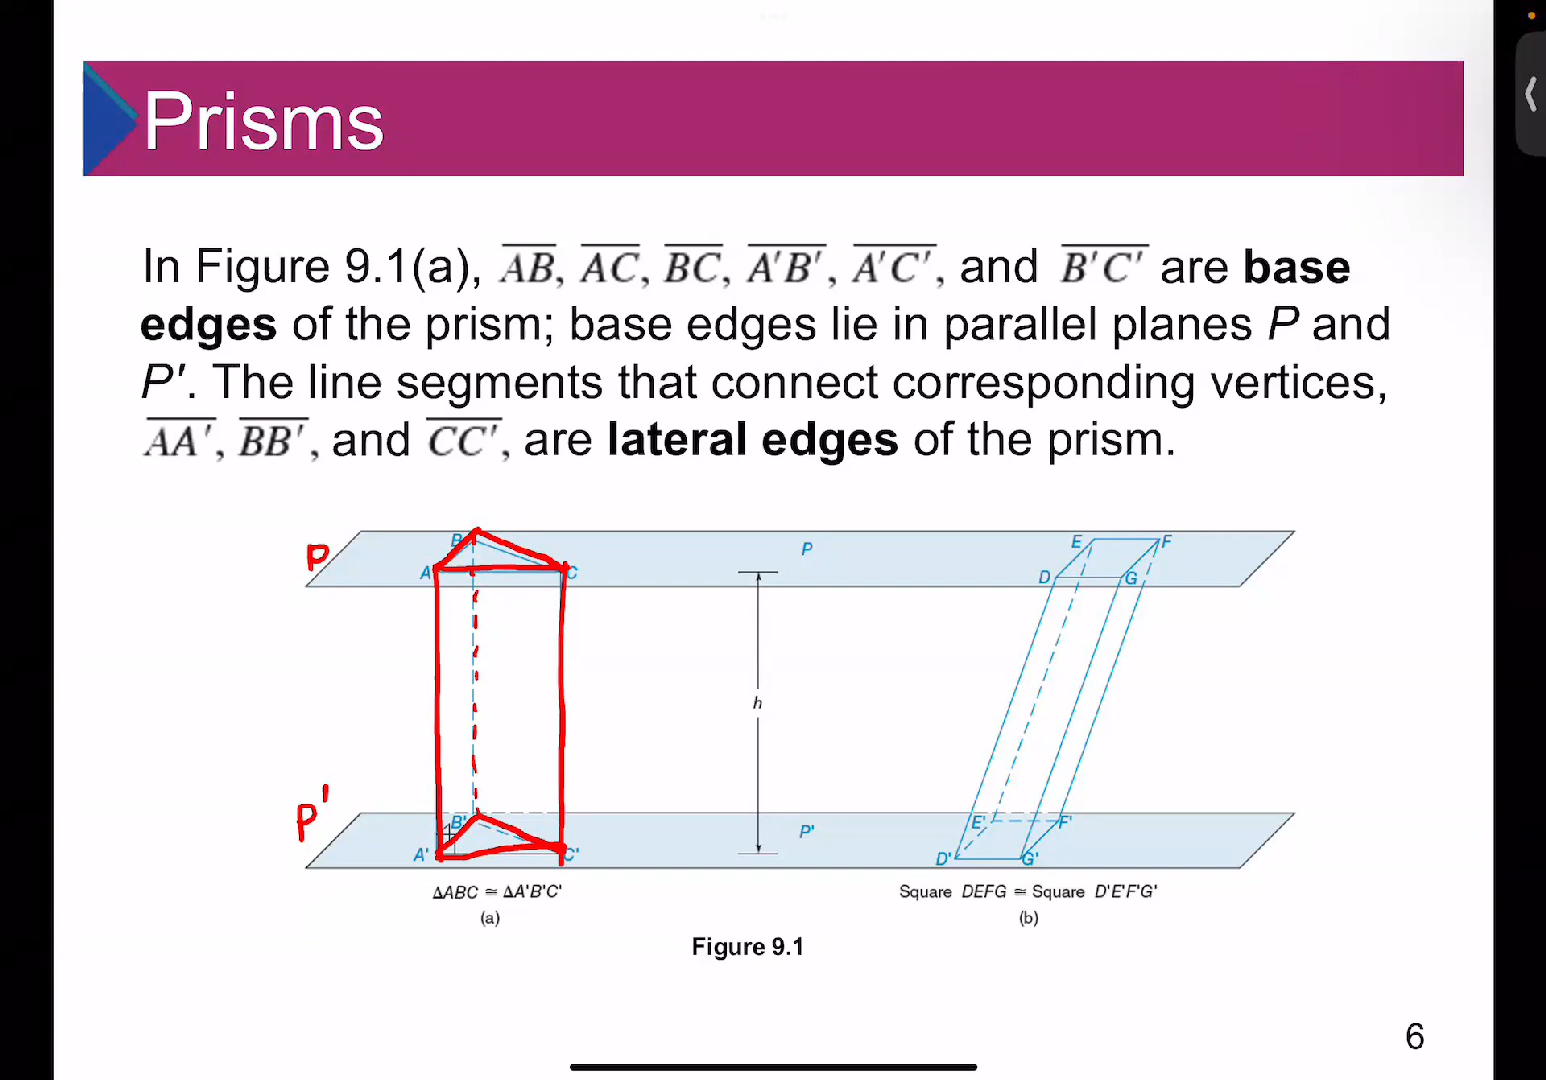 Prisms
In Figure 9.1(a), AB, AC, BC, A'B', A'C', and B'C' are base
edges of the prism; base edges lie in parallel planes P and
P'. The line segments that connect corresponding vertices,
AA', BB', and CC', are lateral edges of the prism.
P
B
A
C
P
E
F
D
G
h
P'
B'
A'
C'
P'
E'
F'
D'
G'
ΔABC ≅ ΔA'B'C'
(a)
Square DEFG ≅ Square D'E'F'G'
(b)
Figure 9.1
6